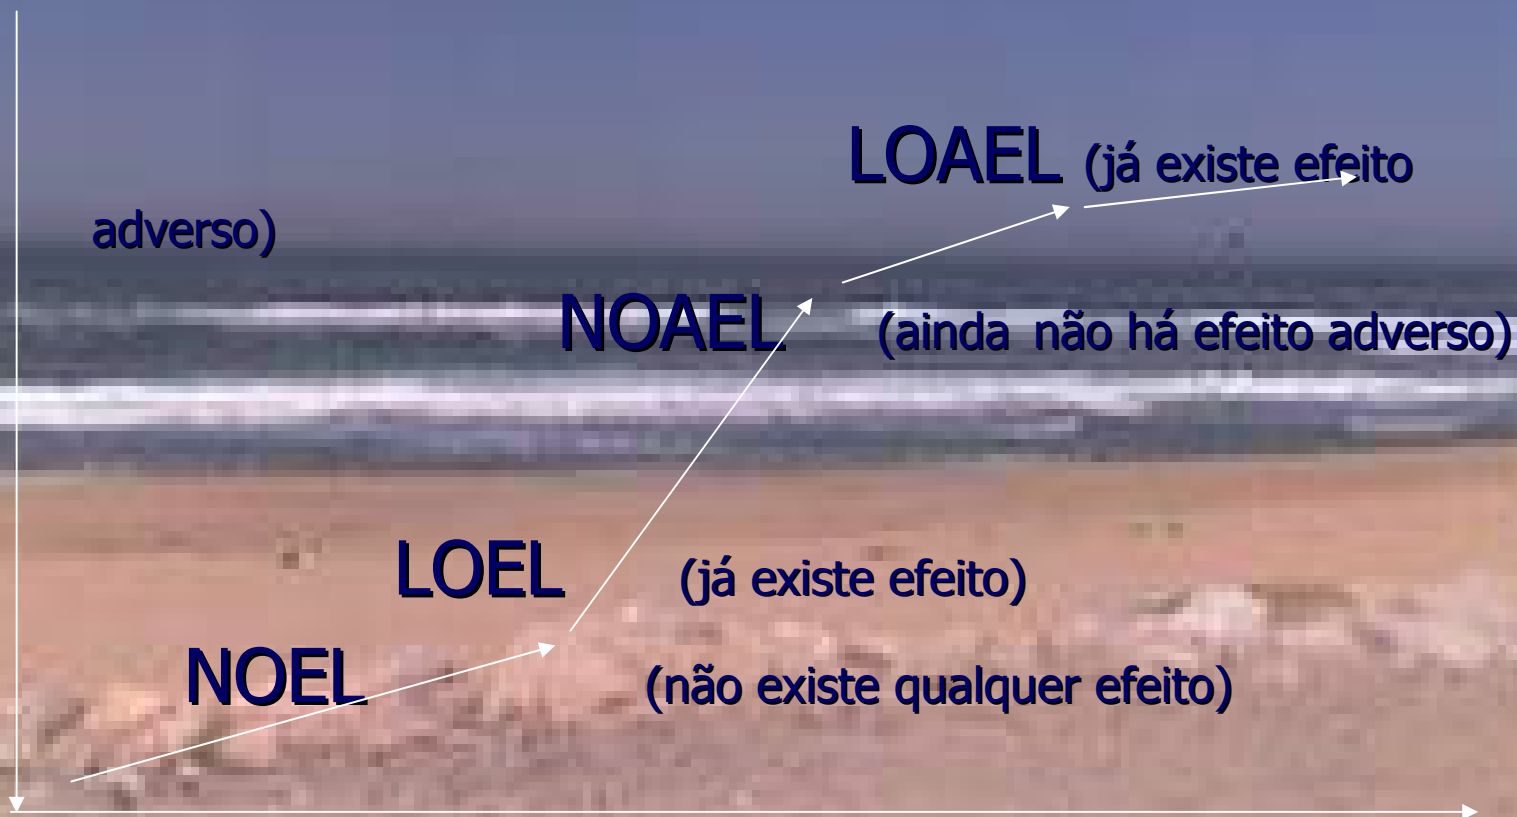 LOAEL (já existe efeito
adverso)
NOAEL (ainda não há efeito adverso)
LOEL (já existe efeito)
NOEL (não existe qualquer efeito)